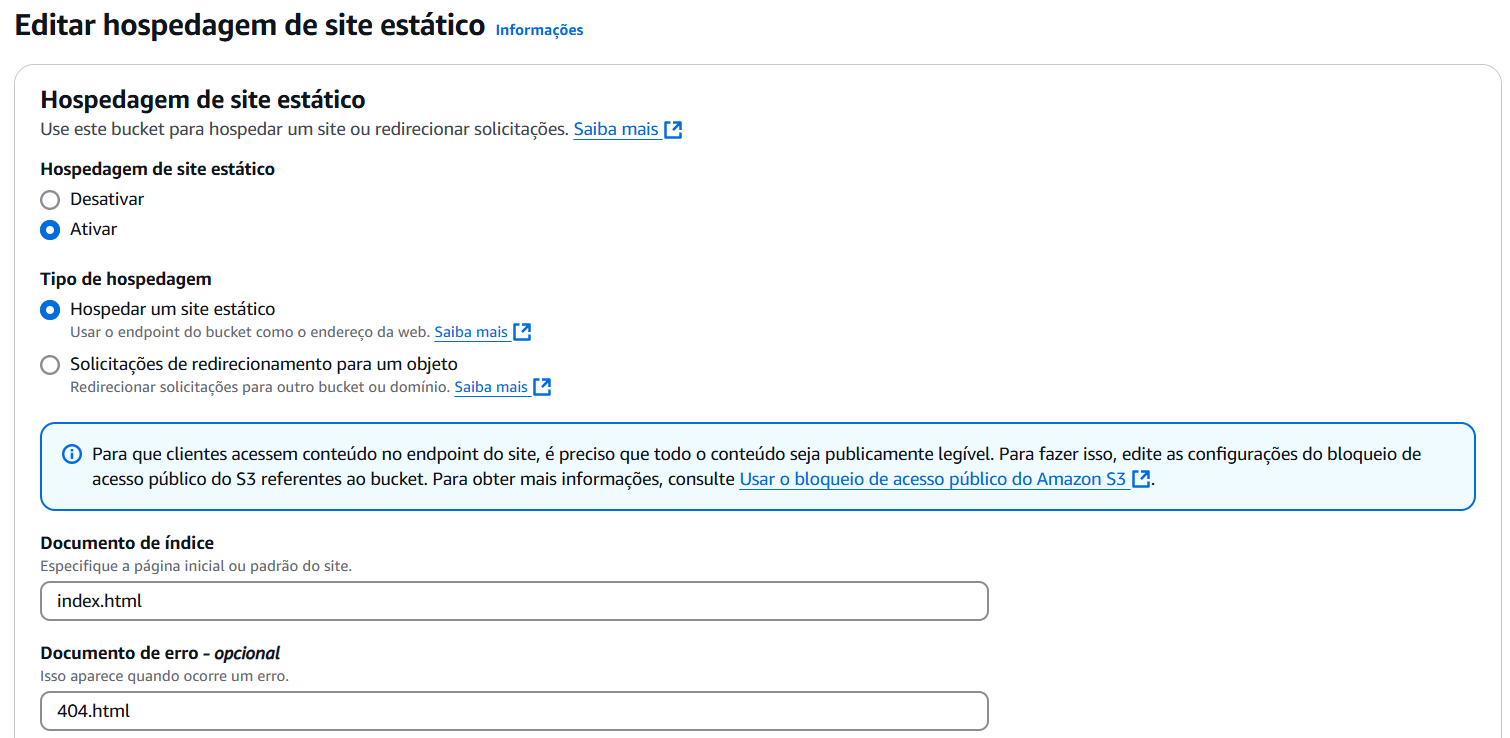 Editar hospedagem de site estático Informações
Hospedagem de site estático
Use este bucket para hospedar um site ou redirecionar solicitações. Saiba mais
Hospedagem de site estático
Desativar
Ativar
Tipo de hospedagem
Hospedar um site estático
Usar o endpoint do bucket como o endereço da web. Saiba mais
Solicitações de redirecionamento para um objeto
Redirecionar solicitações para outro bucket ou domínio. Saiba mais
Para que clientes acessem conteúdo no endpoint do site, é preciso que todo o conteúdo seja publicamente legível. Para fazer isso, edite as configurações do bloqueio de
acesso público do S3 referentes ao bucket. Para obter mais informações, consulte Usar o bloqueio de acesso público do Amazon S3.
Documento de índice
Especifique a página inicial ou padrão do site.
index.html
Documento de erro - opcional
Isso aparece quando ocorre um erro.
404.html